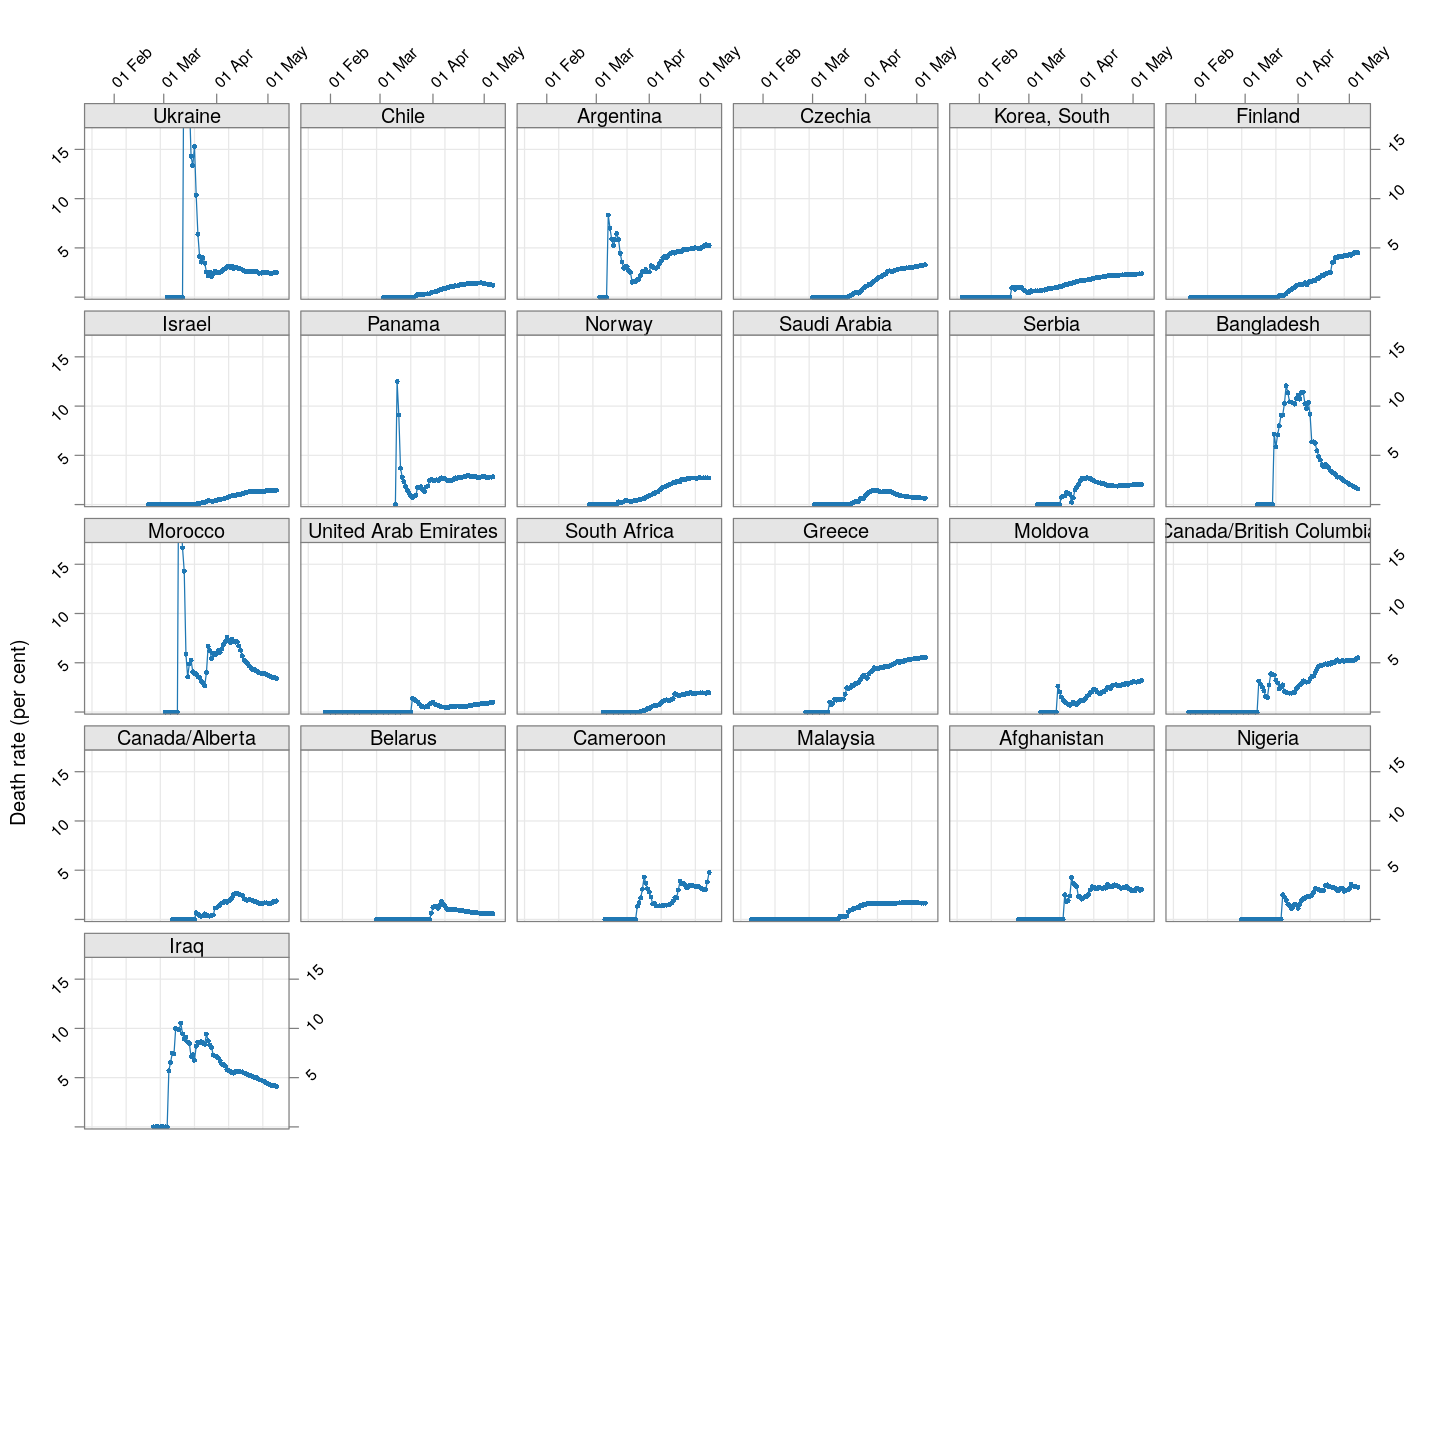 01 Feb 01 Mar 01 Apr 01 May 01 Feb 01 Mar 01 Apr 01 May 01 Feb 01 Mar 01 Apr 01 May 01 Feb 01 Mar 01 Apr 01 May 01 Feb 01 Mar 01 Apr 01 May 01 Feb 01 Mar 01 Apr 01 May
Ukraine Chile Argentina Czechia Korea, South Finland
15 15
10 10
5 5
Israel Panama Norway Saudi Arabia Serbia Bangladesh
15 15
10 10
5 5
Morocco United Arab Emirates South Africa Greece Moldova Canada/British Columbia
15 15
10 10
5 5
Death rate (per cent)
Canada/Alberta Belarus Cameroon Malaysia Afghanistan Nigeria
15 15
10 10
5 5
Iraq
15 15
10 10
5 5